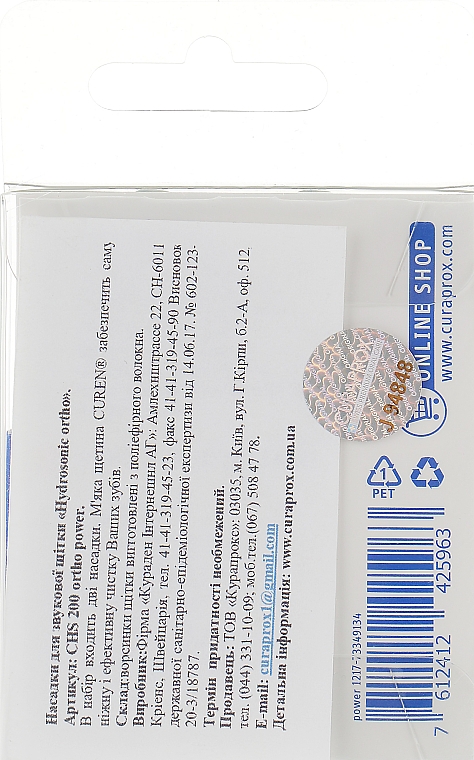 Насадки для звукової щітки «Hydrosonic ortho».
Артикул: CHS 200 ortho power.
В набір входить дві насадки. М'яка щетина CUREN® забезпечить саму
ніжну і ефективну чистку Ваших зубів.
Склад:ворсинки щітки виготовлені з поліефірного волокна.
Виробник:Фірма «Кураден Інтернешнл АГ»: Амлехнштрассе 22, CH-6011
Крієнс. Швейцарія, тел. 41-41-319-45-23, факс 41-41-319-45-90 Висновок
державної санітарно-епідеміологічної експертизи від 14.06.17. № 602-123-
20-3/18787.
Термін придатності необмежений.
Продавець: ТОВ «Курапрокс»: 03035, м. Київ, вул. Г.Кірпи, б.2-А, оф. 512,
тел. (044) 331-10-09; моб.тел.(067) 508 47 78.
E-mail: curaprox1@gmail.com
Детальна інформація: www.curaprox.com.ua
J 94848
ONLINE SHOP
www.curaprox.com
1
PET
power 1217-T3349134
7 612412 425963